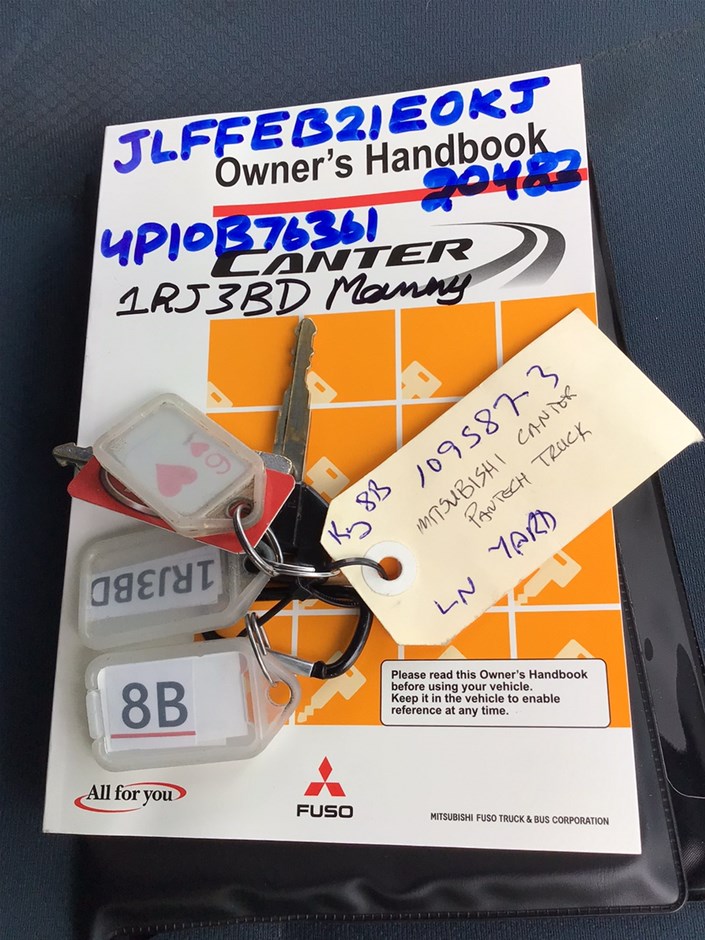 JLFFEB21E0KJ
Owner's Handbook
20483
4P10B76361
CANTER
1RJ3BD Manny
Key 8B 109587-3
MITSUBISHI CANTER
PANTECH TRUCK
LN YARD
1RJ3BD
8B
Please read this Owner's Handbook
before using your vehicle.
Keep it in the vehicle to enable
reference at any time.
All for you
FUSO
MITSUBISHI FUSO TRUCK & BUS CORPORATION